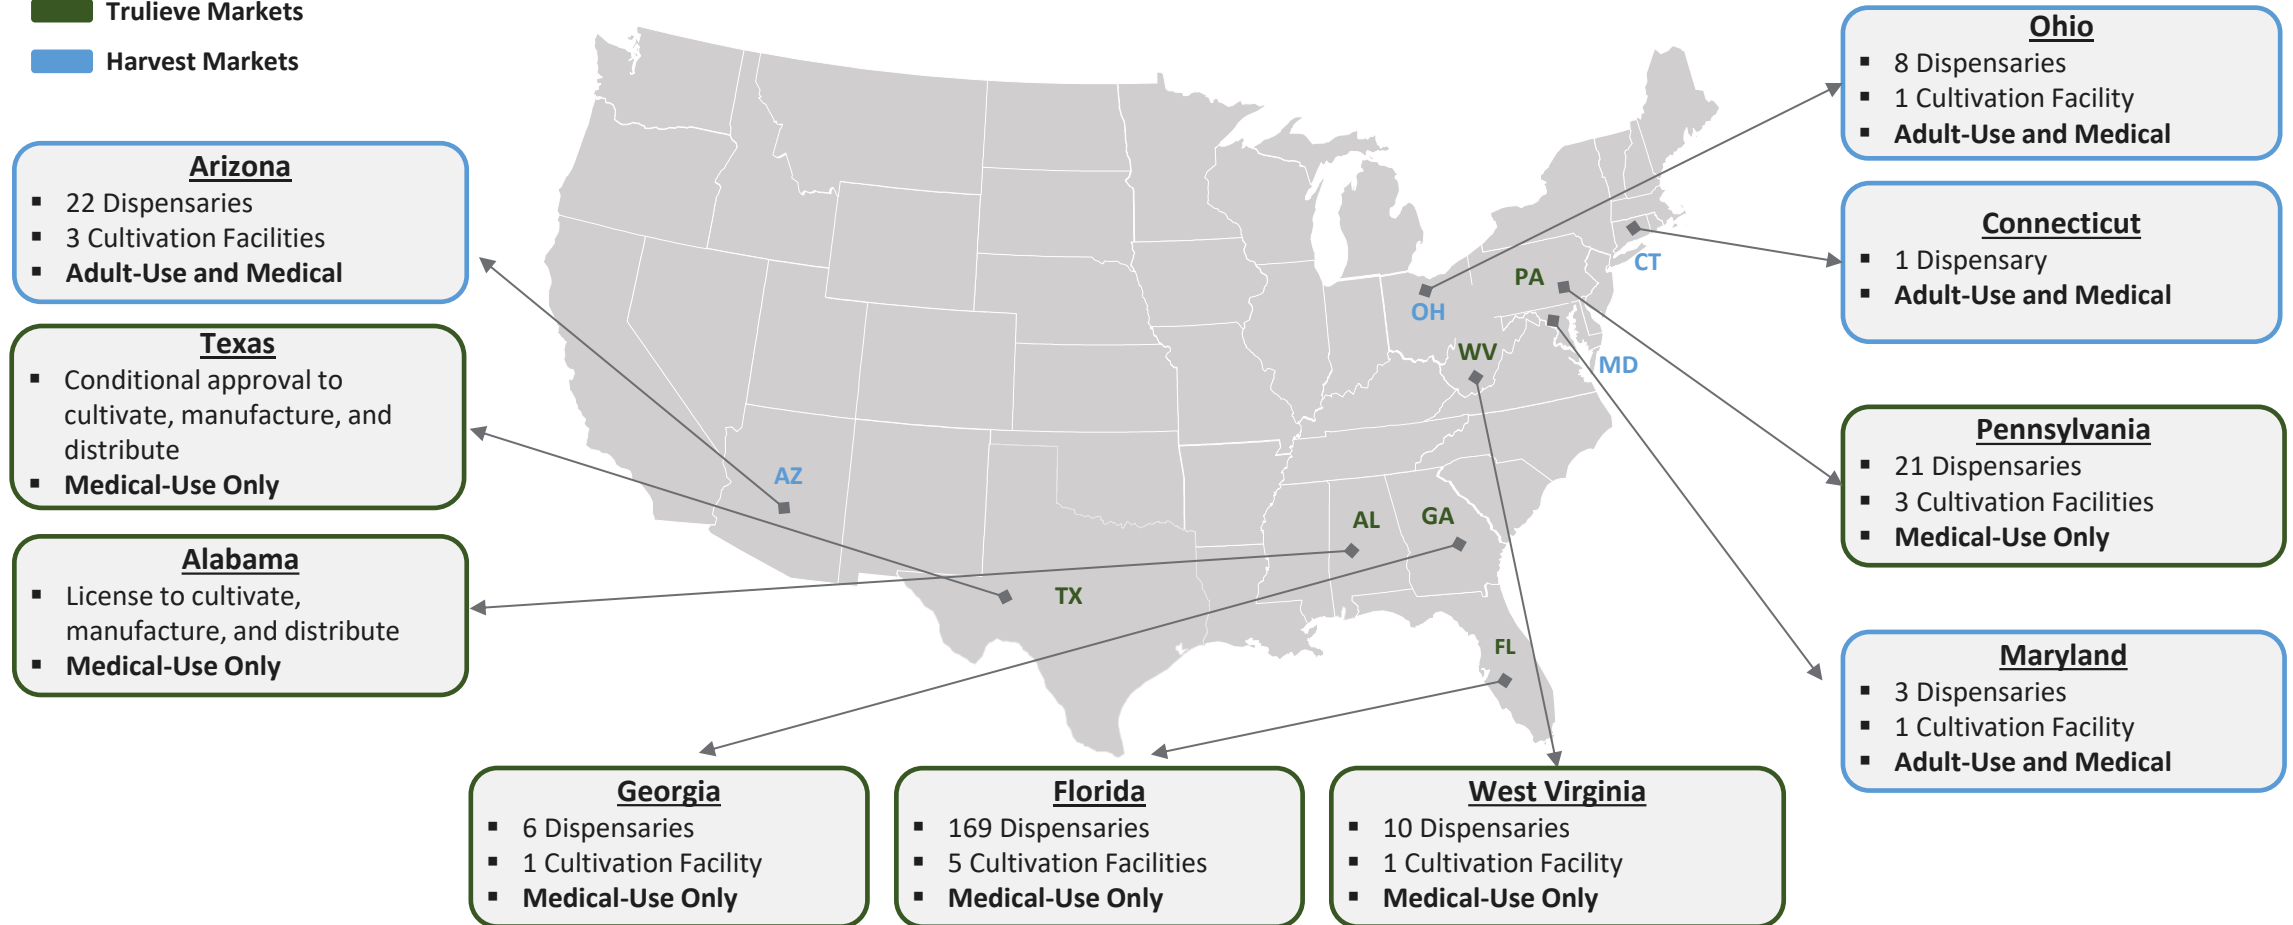 Trulieve Markets
Harvest Markets
Arizona
▪ 22 Dispensaries
▪ 3 Cultivation Facilities
▪ Adult-Use and Medical
Texas
▪ Conditional approval to
cultivate, manufacture, and
distribute
▪ Medical-Use Only
Alabama
▪ License to cultivate,
manufacture, and distribute
▪ Medical-Use Only
Georgia
▪ 6 Dispensaries
▪ 1 Cultivation Facility
▪ Medical-Use Only
Florida
▪ 169 Dispensaries
▪ 5 Cultivation Facilities
▪ Medical-Use Only
West Virginia
▪ 10 Dispensaries
▪ 1 Cultivation Facility
▪ Medical-Use Only
Ohio
▪ 8 Dispensaries
▪ 1 Cultivation Facility
▪ Adult-Use and Medical
Connecticut
▪ 1 Dispensary
▪ Adult-Use and Medical
Pennsylvania
▪ 21 Dispensaries
▪ 3 Cultivation Facilities
▪ Medical-Use Only
Maryland
▪ 3 Dispensaries
▪ 1 Cultivation Facility
▪ Adult-Use and Medical
CT
PA
OH
WV
MD
AZ
AL
GA
TX
FL